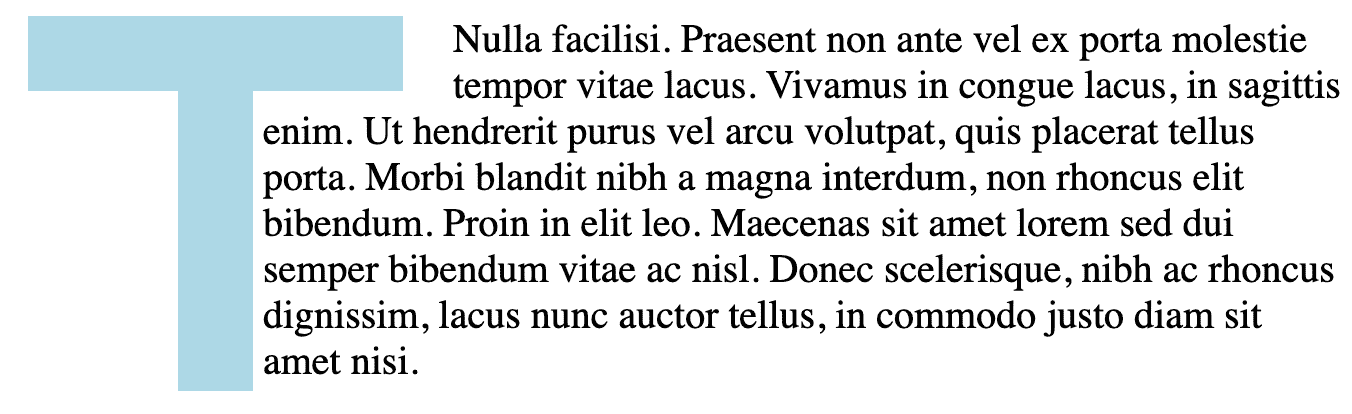 Nulla facilisi. Praesent non ante vel ex porta molestie
tempor vitae lacus. Vivamus in congue lacus, in sagittis
enim. Ut hendrerit purus vel arcu volutpat, quis placerat tellus
porta. Morbi blandit nibh a magna interdum, non rhoncus elit
bibendum. Proin in elit leo. Maecenas sit amet lorem sed dui
semper bibendum vitae ac nisl. Donec scelerisque, nibh ac rhoncus
dignissim, lacus nunc auctor tellus, in commodo justo diam sit
amet nisi.